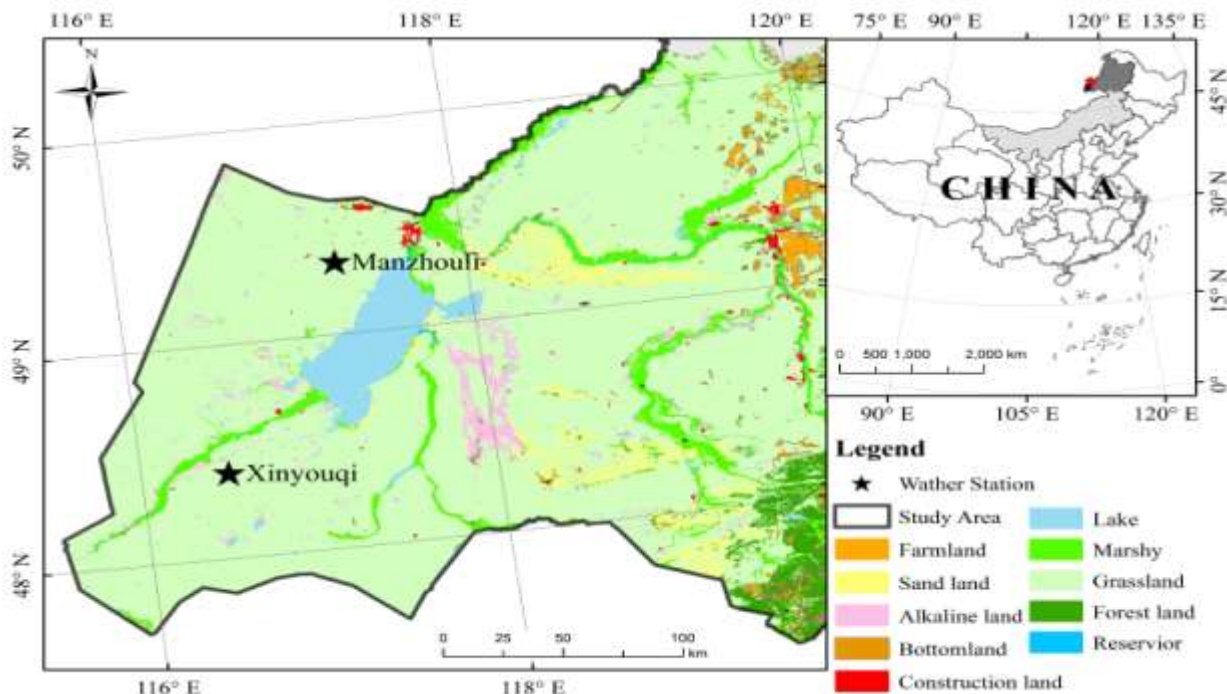 116° E
118° E
120° E
N
50° N
49° N
48° N
Manzhouli
Xinyouqi
0 25 50 100
km
116° E
118° E
75° E
90° E
120° E
135° E
45° N
30° N
15° N
0°
CHINA
0 500 1,000 2,000 km
90° E
105° E
120° E
Legend
Wather Station
Study Area
Lake
Farmland
Marshy
Sand land
Grassland
Alkaline land
Forest land
Bottomland
Reservior
Construction land